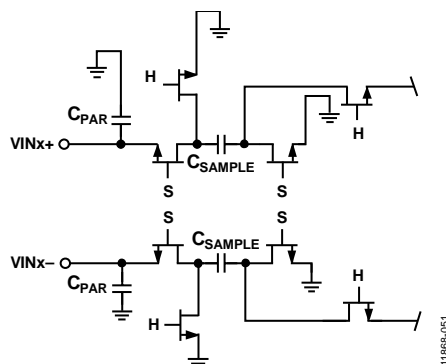 H
C_PAR
VINx+
H
C_SAMPLE
S
S
S
S
C_SAMPLE
VINx–
C_PAR
H
H
11868-051